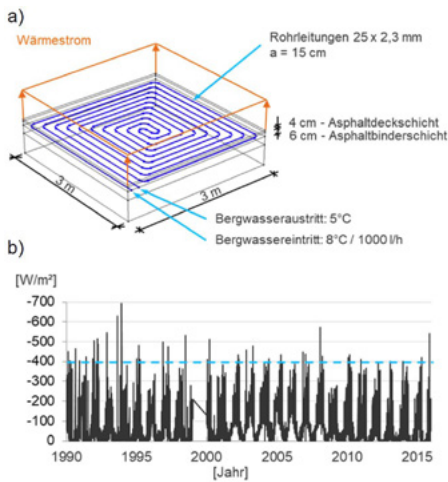 a)
Wärmestrom
Rohrleitungen 25 x 2,3 mm
a = 15 cm
4 cm - Asphaltdeckschicht
6 cm - Asphaltbinderschicht
3 m
3 m
Bergwasseraustritt: 5°C
Bergwassereintritt: 8°C / 1000 l/h
b)
[W/m²]
-700
-600
-500
-400
-300
-200
-100
0
1990 1995 2000 2005 2010 2015
[Jahr]